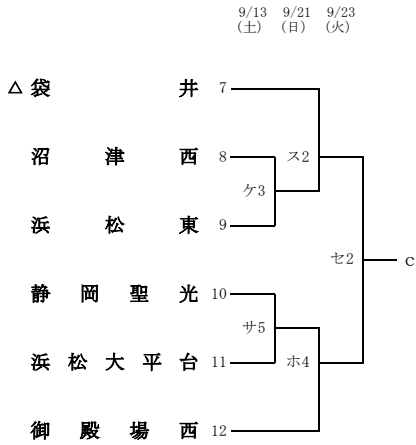 9/13 9/21 9/23
(土) (日) (火)
△ 袋井 7
沼津西 8
ス2
ケ3
浜松東 9
セ2
c
静岡聖光 10
サ5
浜松大平台 11
ホ4
御殿場西 12